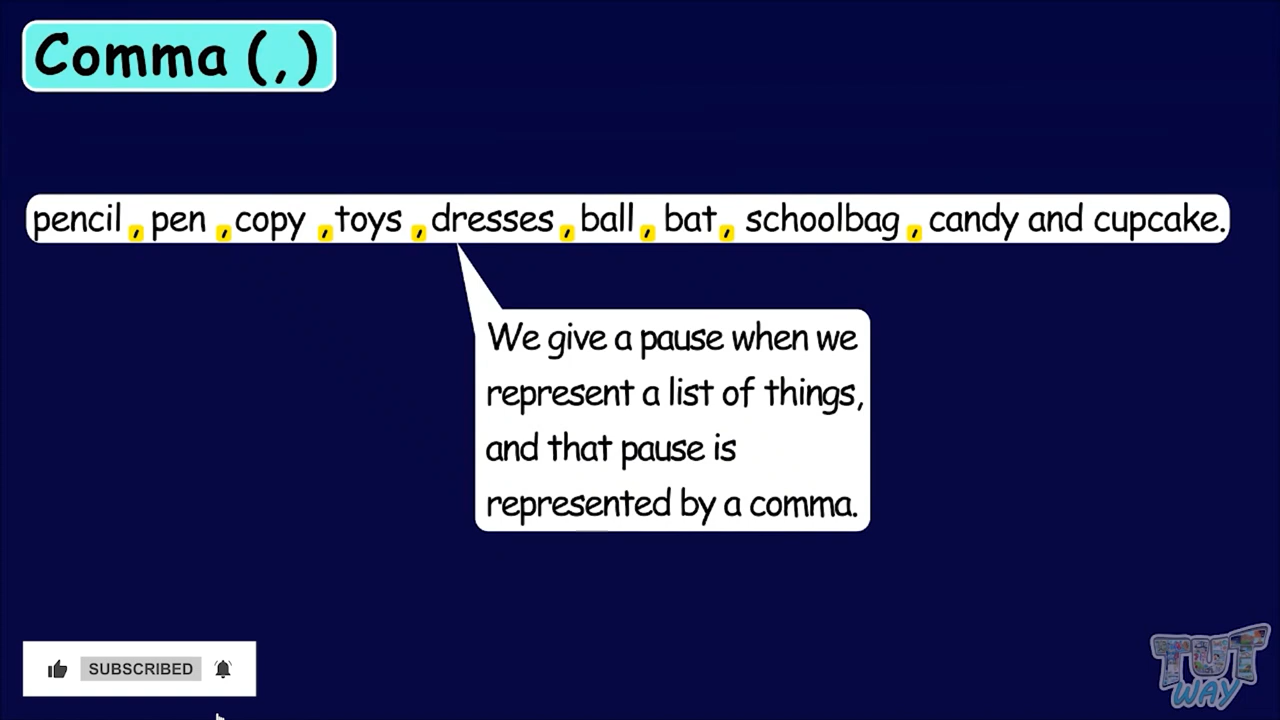 Comma (,)
pencil , pen , copy , toys , dresses , ball , bat , schoolbag , candy and cupcake.
We give a pause when we
represent a list of things,
and that pause is
represented by a comma.
SUBSCRIBED
TUT
WAY